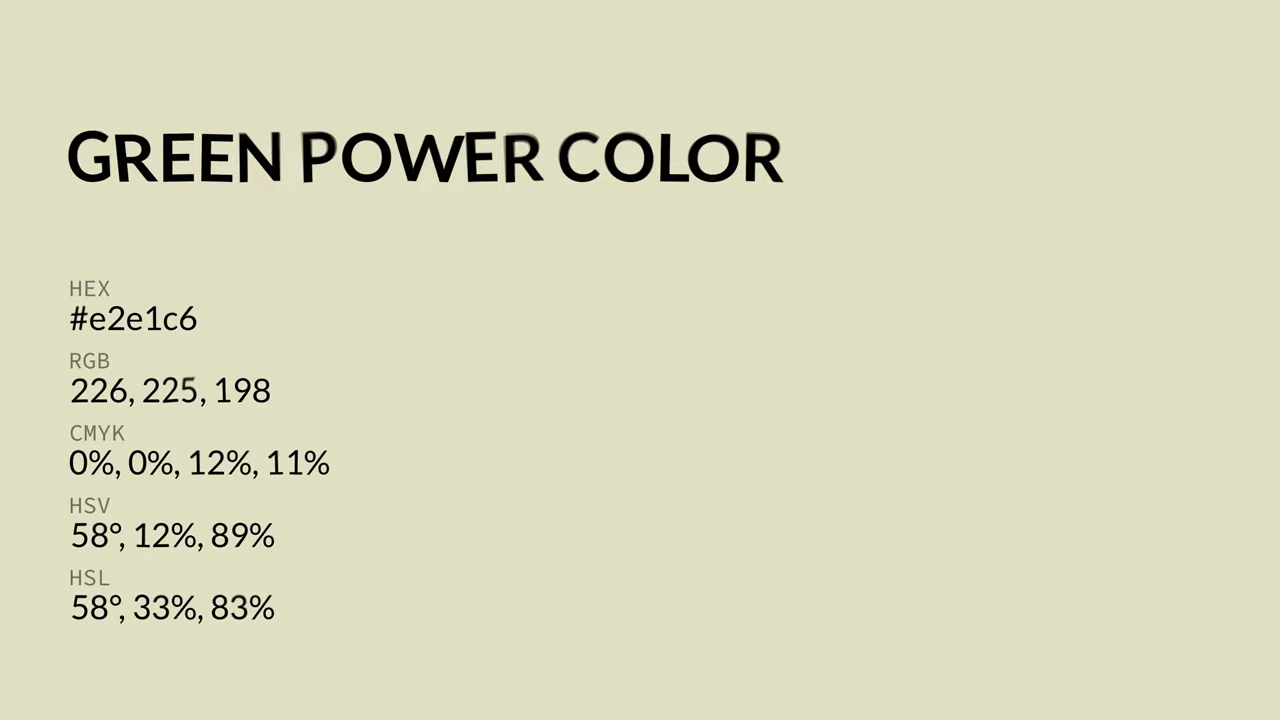 GREEN POWER COLOR
HEX
#e2e1c6
RGB
226, 225, 198
CMYK
0%, 0%, 12%, 11%
HSV
58°, 12%, 89%
HSL
58°, 33%, 83%